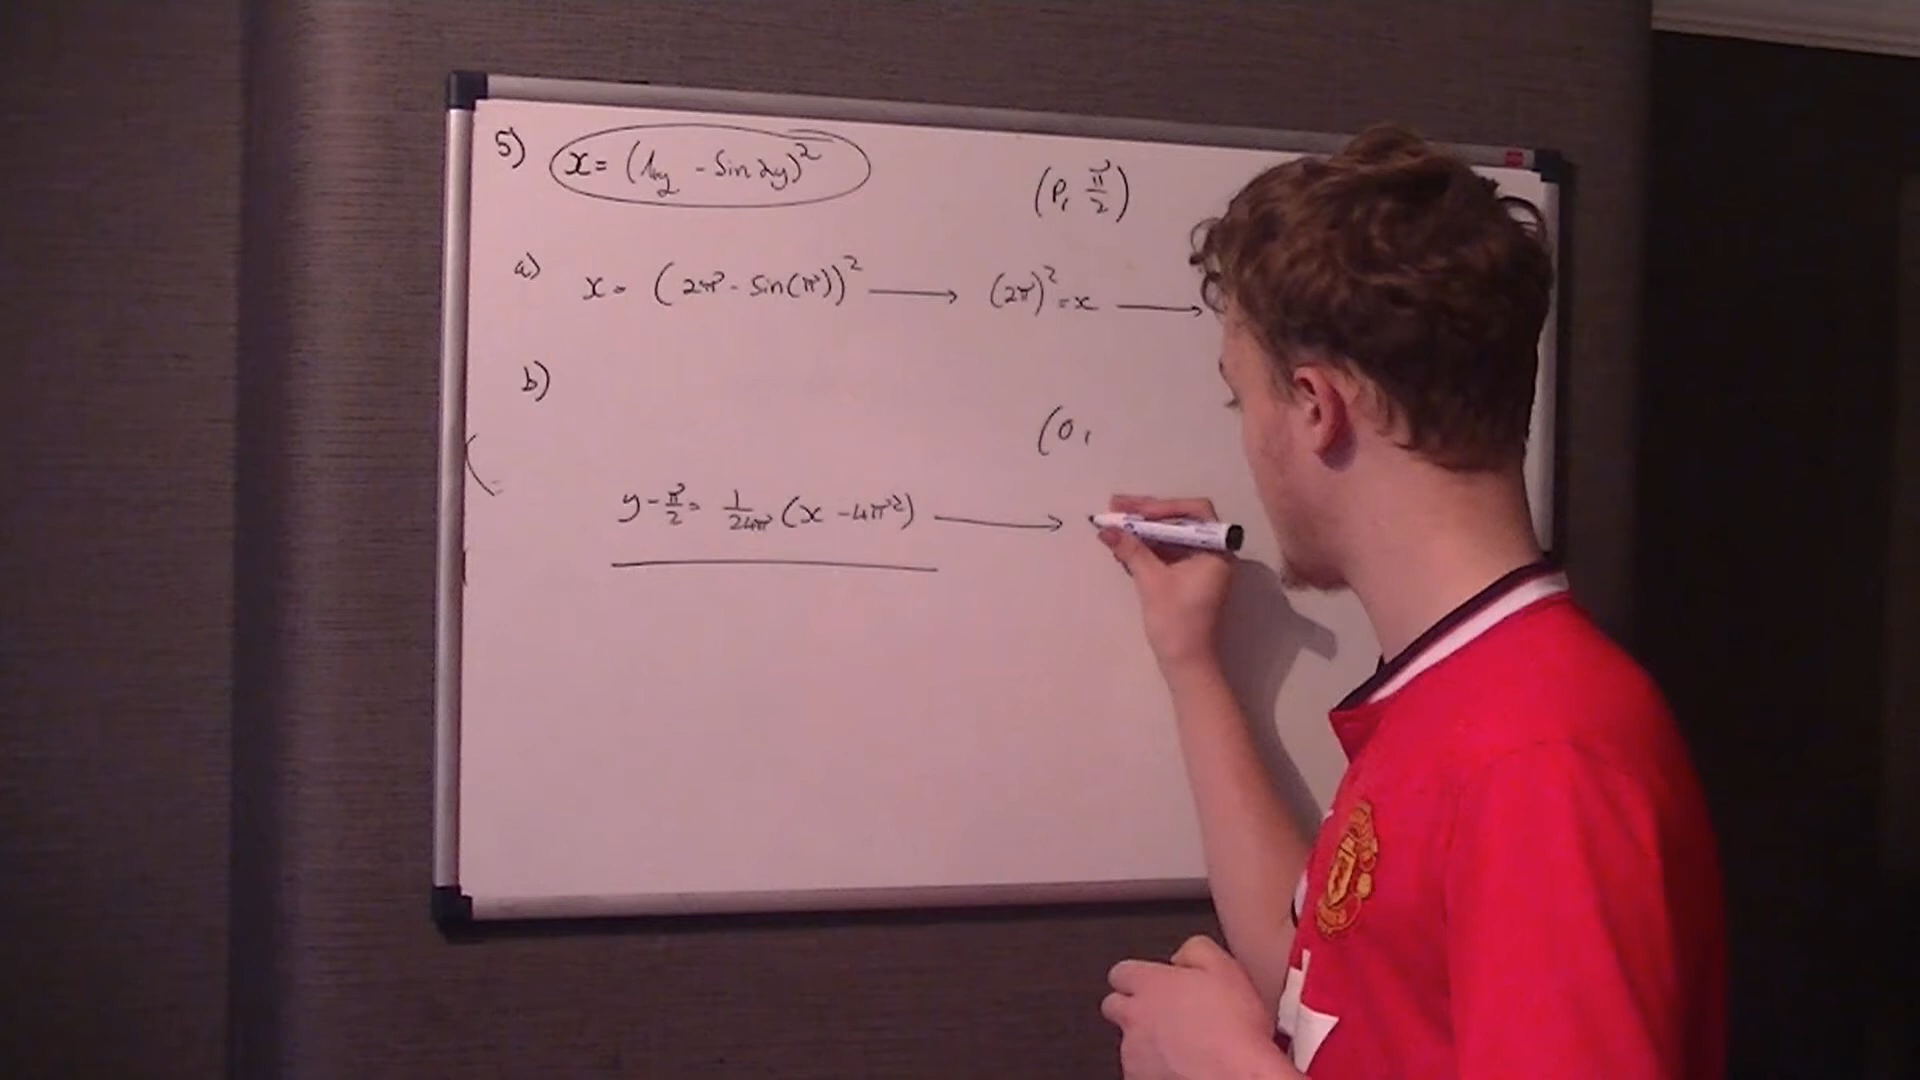 5) x = (4y - Sin 2y)² (P, π/2)
a) x = (2π - Sin(π))² → (2π)² = x →
b)
(0,
y - π/2 = 1/24π (x - 4π²) →